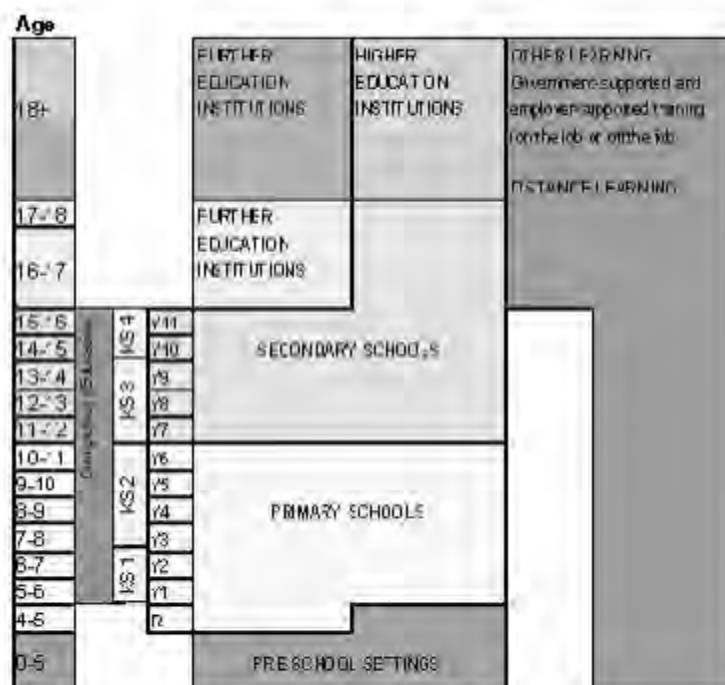 Age
FURTHER
EDUCATION
INSTITUTIONS
HIGHER
EDUCATION
INSTITUTIONS
OTHER LEARNING
Government-supported and
employer-supported training
(on the job or off the job
DISTANCE LEARNING
18+
17-18
FURTHER
EDUCATION
INSTITUTIONS
16-17
15-16
KS4
Y11
14-15
Y10
SECONDARY SCHOOLS
13-14
KS3
Y9
12-13
Y8
11-12
Y7
10-11
KS2
Y6
9-10
Y5
8-9
Y4
PRIMARY SCHOOLS
7-8
Y3
6-7
KS1
Y2
5-6
Y1
4-5
R
0-5
PRE SCHOOL SETTINGS